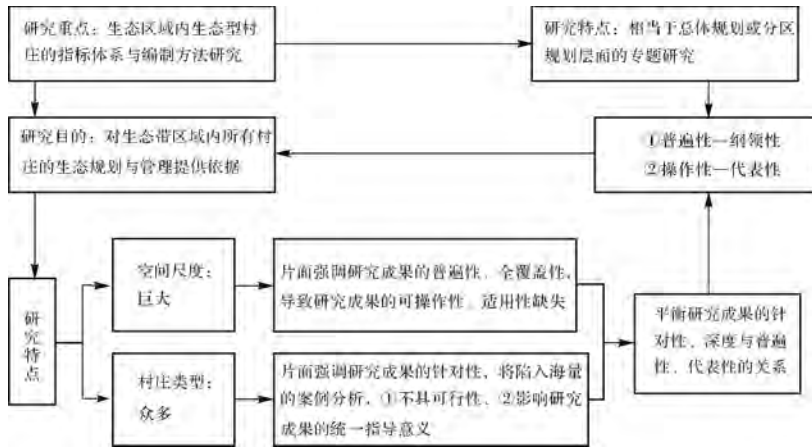 研究重点：生态区域内生态型村
庄的指标体系与编制方法研究
研究特点：相当于总体规划或分区
规划层面的专题研究
研究目的：对生态带区域内所有村
庄的生态规划与管理提供依据
①普遍性—纲领性
②操作性—代表性
研究特点
空间尺度：
巨大
片面强调研究成果的普遍性、全覆盖性，
导致研究成果的可操作性、适用性缺失
村庄类型：
众多
片面强调研究成果的针对性，将陷入海量
的案例分析，①不具可行性、②影响研究
成果的统一指导意义
平衡研究成果的针
对性、深度与普遍
性、代表性的关系